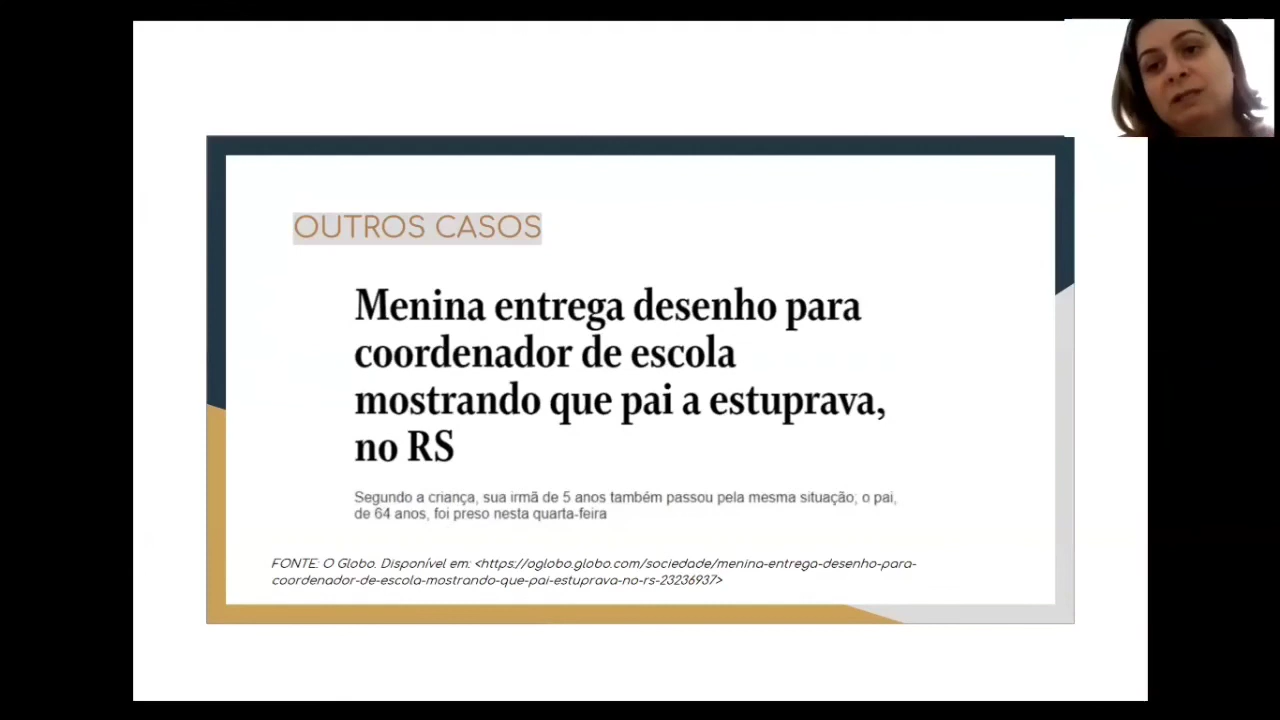 OUTROS CASOS
Menina entrega desenho para
coordenador de escola
mostrando que pai a estuprava,
no RS
Segundo a criança, sua irmã de 5 anos também passou pela mesma situação; o pai,
de 64 anos, foi preso nesta quarta-feira
FONTE: O Globo. Disponível em: <https://oglobo.globo.com/sociedade/menina-entrega-desenho-para-
coordenador-de-escola-mostrando-que-pai-estuprava-no-rs-23236937>